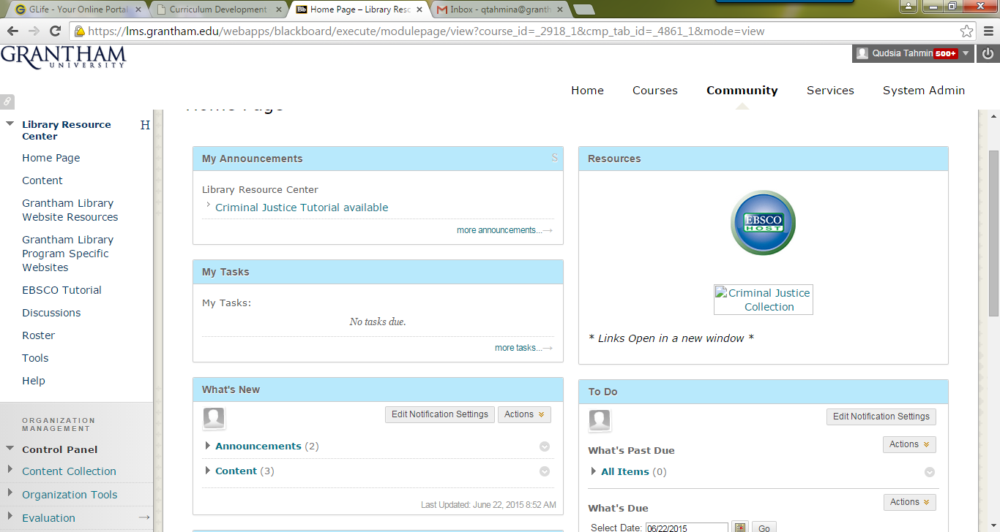 GLife - Your Online Portal
Curriculum Development
Home Page – Library Reso
Inbox - qtahmina@granth
https://lms.grantham.edu/webapps/blackboard/execute/modulepage/view?course_id=_2918_1&cmp_tab_id=_4861_1&mode=view
GRANTHAM
UNIVERSITY
Qudsia Tahmin 500+
Home Courses Community Services System Admin
Home Page
Library Resource
Center
H
Home Page
Content
Grantham Library
Website Resources
Grantham Library
Program Specific
Websites
EBSCO Tutorial
Discussions
Roster
Tools
Help
ORGANIZATION
MANAGEMENT
Control Panel
Content Collection
Organization Tools
Evaluation
My Announcements
S
Library Resource Center
Criminal Justice Tutorial available
more announcements...
My Tasks
My Tasks:
No tasks due.
more tasks...
What's New
Edit Notification Settings Actions
Announcements (2)
Content (3)
Last Updated: June 22, 2015 8:52 AM
Resources
EBSCO
HOST
Criminal Justice
Collection
* Links Open in a new window *
To Do
Edit Notification Settings
Actions
What's Past Due
All Items (0)
Actions
What's Due
Select Date: 06/22/2015 Go